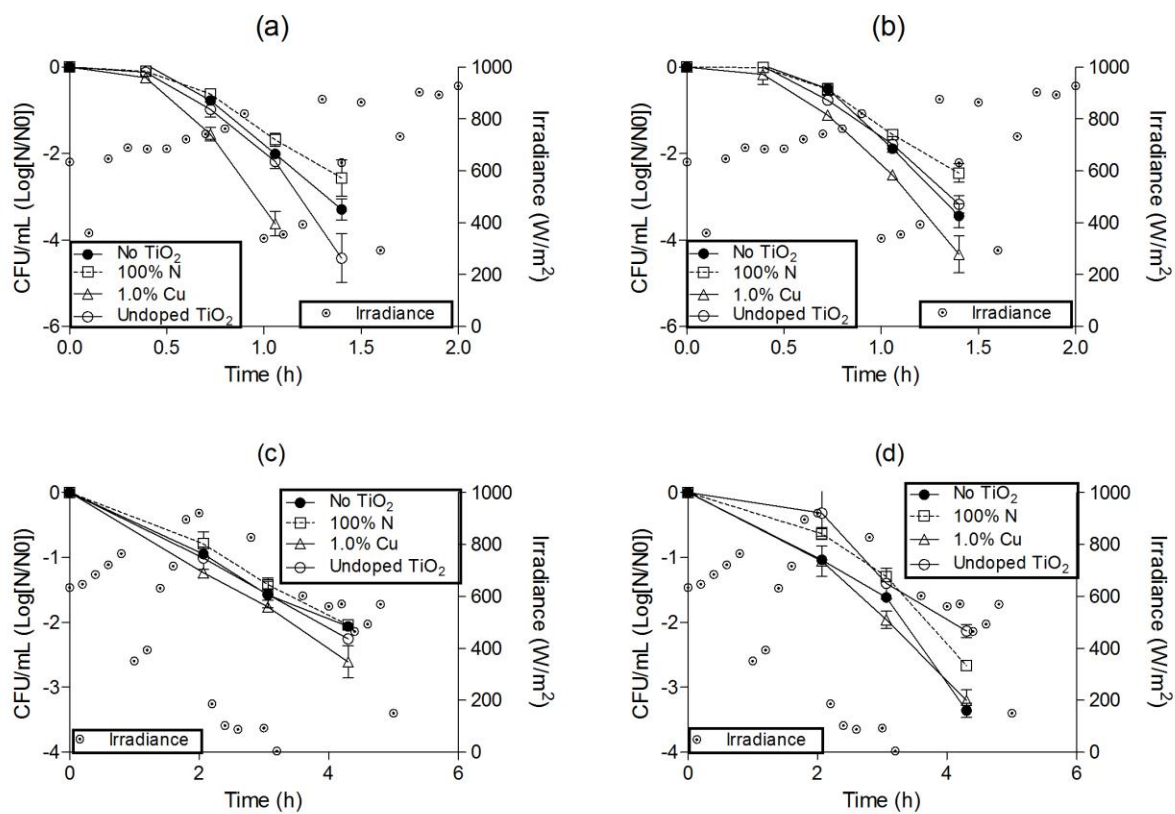 (a)
0
-2
-4
-6
CFU/mL (Log[N/N0])
No TiO₂
100% N
1.0% Cu
Undoped TiO₂
Irradiance
1000
800
600
400
200
0
Irradiance (W/m²)
0.0 0.5 1.0 1.5 2.0
Time (h)
(b)
0
-2
-4
-6
CFU/mL (Log[N/N0])
No TiO₂
100% N
1.0% Cu
Undoped TiO₂
Irradiance
1000
800
600
400
200
0
Irradiance (W/m²)
0.0 0.5 1.0 1.5 2.0
Time (h)
(c)
0
-1
-2
-3
-4
CFU/mL (Log[N/N0])
No TiO₂
100% N
1.0% Cu
Undoped TiO₂
Irradiance
1000
800
600
400
200
0
Irradiance (W/m²)
0 2 4 6
Time (h)
(d)
0
-1
-2
-3
-4
CFU/mL (Log[N/N0])
No TiO₂
100% N
1.0% Cu
Undoped TiO₂
Irradiance
1000
800
600
400
200
0
Irradiance (W/m²)
0 2 4 6
Time (h)